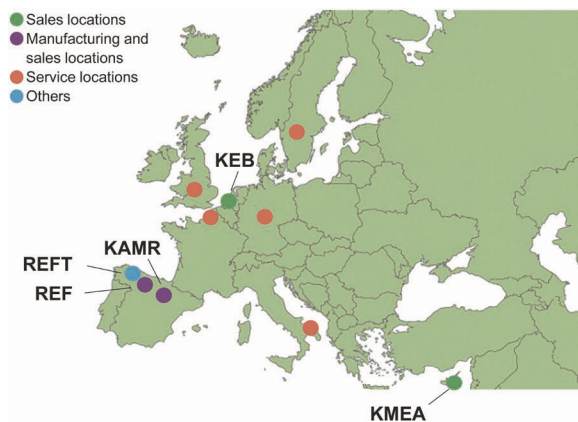 Sales locations
Manufacturing and
sales locations
Service locations
Others
KEB
REFT
KAMR
REF
KMEA